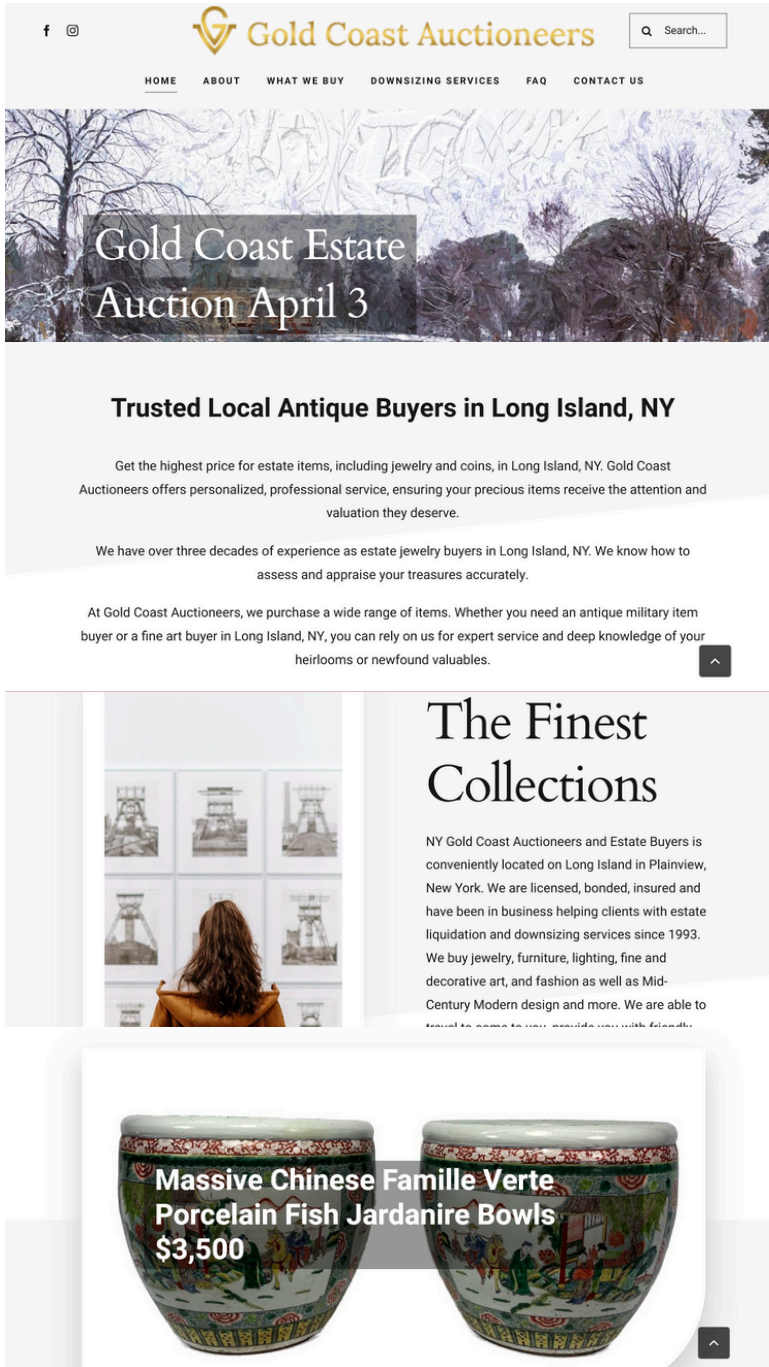 Gold Coast Auctioneers
Search...
HOME ABOUT WHAT WE BUY DOWNSIZING SERVICES FAQ CONTACT US
Gold Coast Estate
Auction April 3
Trusted Local Antique Buyers in Long Island, NY
Get the highest price for estate items, including jewelry and coins, in Long Island, NY. Gold Coast
Auctioneers offers personalized, professional service, ensuring your precious items receive the attention and
valuation they deserve.
We have over three decades of experience as estate jewelry buyers in Long Island, NY. We know how to
assess and appraise your treasures accurately.
At Gold Coast Auctioneers, we purchase a wide range of items. Whether you need an antique military item
buyer or a fine art buyer in Long Island, NY, you can rely on us for expert service and deep knowledge of your
heirlooms or newfound valuables.
The Finest
Collections
NY Gold Coast Auctioneers and Estate Buyers is
conveniently located on Long Island in Plainview,
New York. We are licensed, bonded, insured and
have been in business helping clients with estate
liquidation and downsizing services since 1993.
We buy jewelry, furniture, lighting, fine and
decorative art, and fashion as well as Mid-
Century Modern design and more. We are able to
travel to come to you, provide you with friendly
Massive Chinese Famille Verte
Porcelain Fish Jardanire Bowls
$3,500